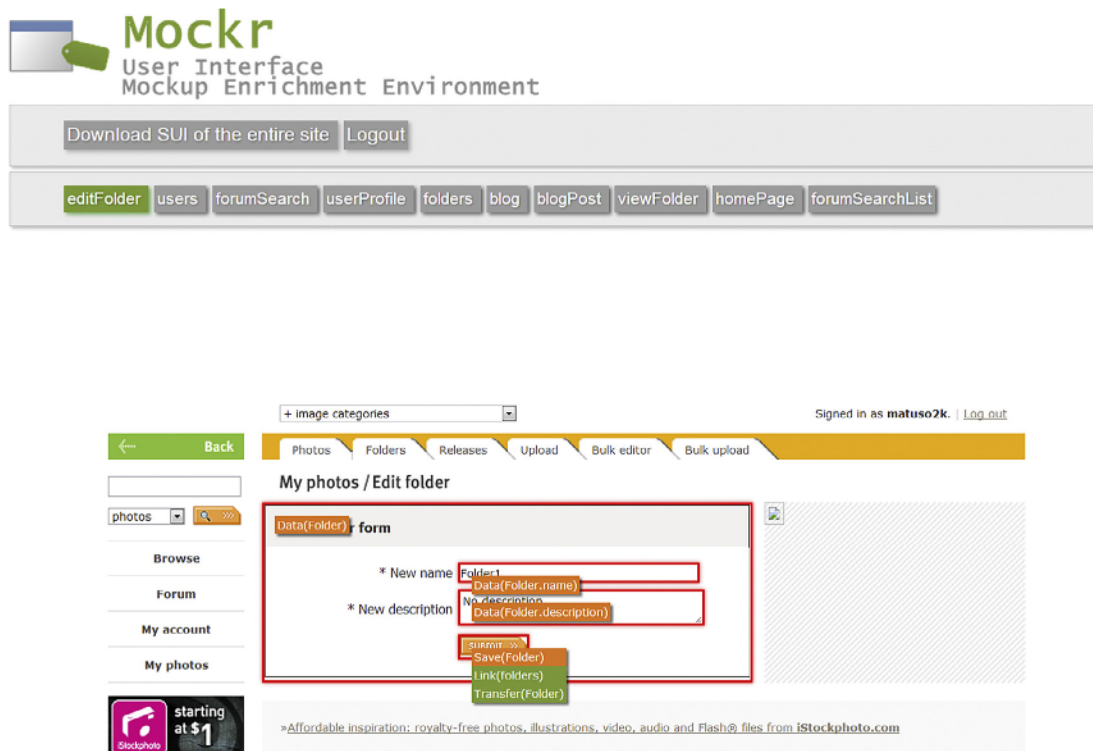 Mockr
User Interface
Mockup Enrichment Environment
Download SUI of the entire site Logout
editFolder users forumSearch userProfile folders blog blogPost viewFolder homePage forumSearchList
+ image categories Signed in as matuso2k. | Log out
Back Photos Folders Releases Upload Bulk editor Bulk upload
My photos / Edit folder
photos
Data(Folder) r form
Browse
* New name Folder1
Data(Folder.name)
Forum
* New description No description
Data(Folder.description)
My account
SUBMIT »
Save(Folder)
My photos
Link(folders)
Transfer(Folder)
starting
at $1
iStockphoto
»Affordable inspiration: royalty-free photos, illustrations, video, audio and Flash® files from iStockphoto.com